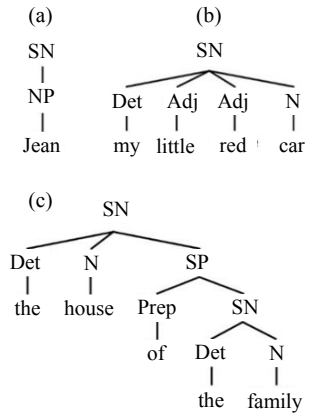 (a) (b)
SN SN
NP Det Adj Adj N
Jean my little red car
(c)
SN
Det N SP
the house Prep SN
of Det N
the family